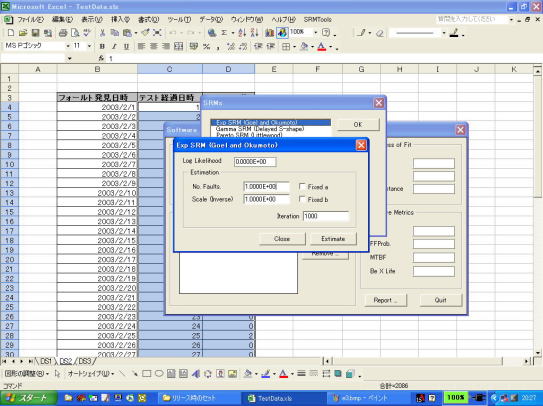 Microsoft Excel - TestData.xls
ファイル(F) 編集(E) 表示(V) 挿入(I) 書式(O) ツール(T) データ(D) ウィンドウ(W) ヘルプ(H) SRMTools
質問を入力してください
100%
MS Pゴシック 11 B I U
fx 1
A B C D E F G H I J K
1
2
3 フォールト発見日時 テスト経過日時
4 2003/2/1 1
5 2003/2/2 2
6 2003/2/3
7 2003/2/4
8 2003/2/5
9 2003/2/6
10 2003/2/7
11 2003/2/8
12 2003/2/9
13 2003/2/10
14 2003/2/11
15 2003/2/12
16 2003/2/13
17 2003/2/14
18 2003/2/15
19 2003/2/16
20 2003/2/17
21 2003/2/18
22 2003/2/19
23 2003/2/20
24 2003/2/21
25 2003/2/22
26 2003/2/23 23 0
27 2003/2/24 24 0
28 2003/2/25 25 2
29 2003/2/26 26 0
30 2003/2/27 27 0
SRMs
Exp SRM (Goel and Okumoto)
Gamma SRM (Delayed S-shape)
Pareto SRM (Littlewood)
OK
Software
ss of Fit
tance
e Metrics
FFProb.
MTBF
Be X Life
Remove ..
Report ..
Quit
Exp SRM (Goel and Okumoto)
Log Likelihood 0.0000E+00
Estimation
No. Faults. 1.0000E+00 Fixed a
Scale (Inverse) 1.0000E+00 Fixed b
Iteration 1000
Close Estimate
DS1 DS2 DS3
図形の調整(R) オートシェイプ(U)
コマンド 合計=2086
スタート リリース時のセット TestData.xls e3.bmp - ペイント 100% 20:27